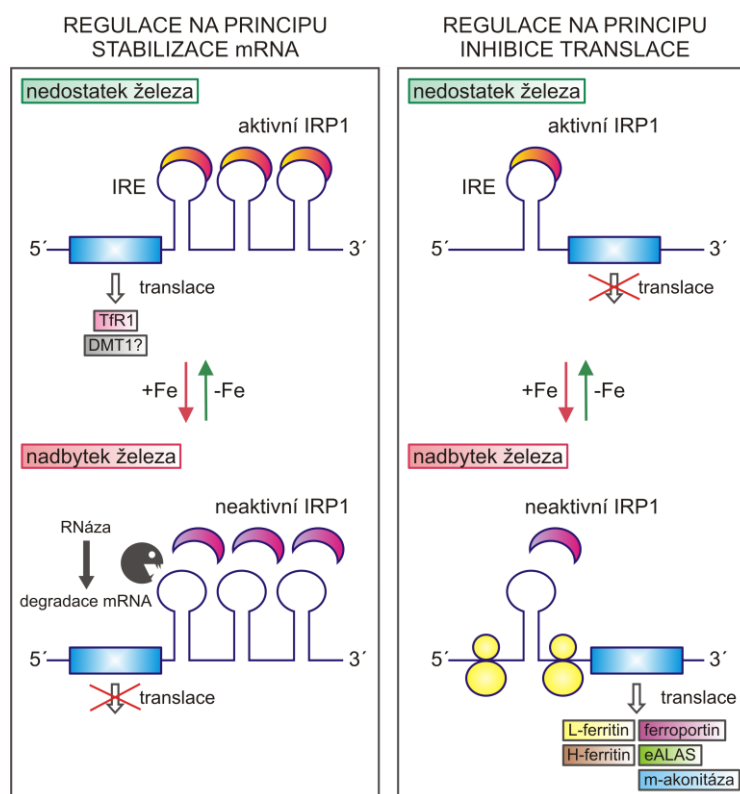 REGULACE NA PRINCIPU
STABILIZACE mRNA
nedostatek železa
aktivní IRP1
IRE
5´
3´
translace
TfR1
DMT1?
+Fe
-Fe
nadbytek železa
neaktivní IRP1
RNáza
degradace mRNA
5´
3´
translace
REGULACE NA PRINCIPU
INHIBICE TRANSLACE
nedostatek železa
aktivní IRP1
IRE
5´
3´
translace
+Fe
-Fe
nadbytek železa
neaktivní IRP1
5´
3´
translace
L-ferritin
ferroportin
H-ferritin
eALAS
m-akonitáza